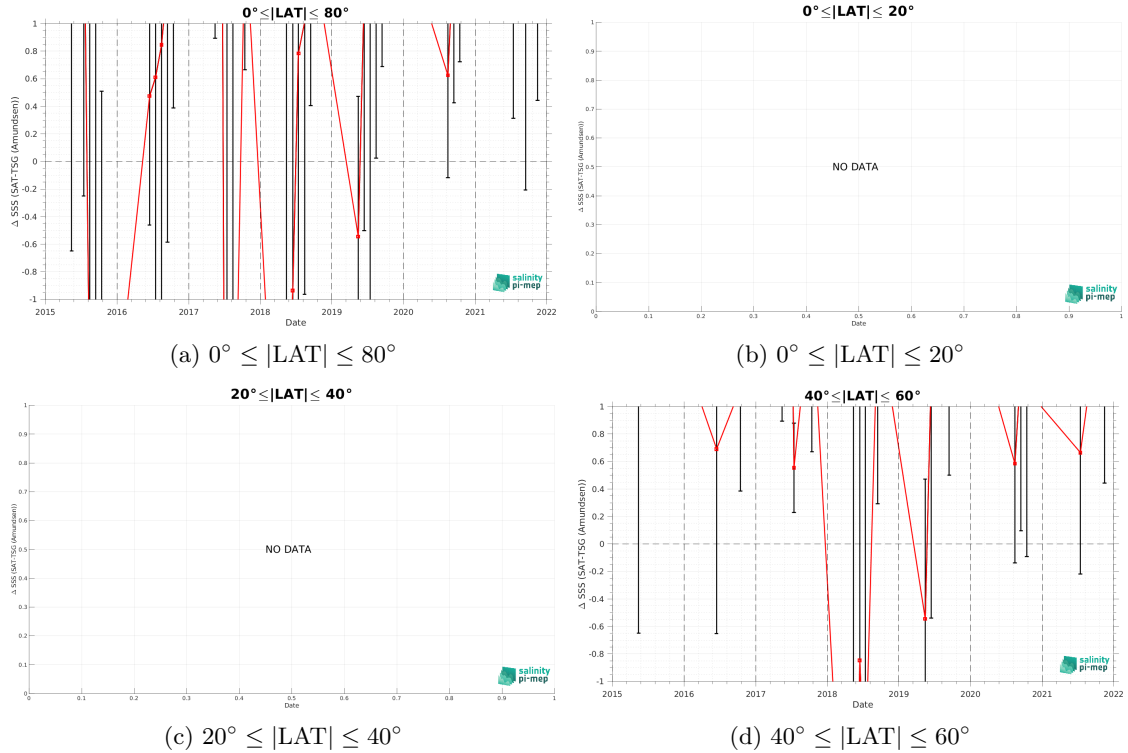 0°≤|LAT|≤ 80°
Δ SSS (SAT-TSG (Amundsen))
1
0.8
0.6
0.4
0.2
0
-0.2
-0.4
-0.6
-0.8
-1
2015 2016 2017 2018 2019 2020 2021 2022
Date
salinity
pi-mep
(a) 0° ≤ |LAT| ≤ 80°
0°≤|LAT|≤ 20°
Δ SSS (SAT-TSG (Amundsen))
1
0.9
0.8
0.7
0.6
0.5
0.4
0.3
0.2
0.1
0
NO DATA
0 0.1 0.2 0.3 0.4 0.5 0.6 0.7 0.8 0.9 1
Date
salinity
pi-mep
(b) 0° ≤ |LAT| ≤ 20°
20°≤|LAT|≤ 40°
Δ SSS (SAT-TSG (Amundsen))
1
0.9
0.8
0.7
0.6
0.5
0.4
0.3
0.2
0.1
0
NO DATA
0 0.1 0.2 0.3 0.4 0.5 0.6 0.7 0.8 0.9 1
Date
salinity
pi-mep
(c) 20° ≤ |LAT| ≤ 40°
40°≤|LAT|≤ 60°
Δ SSS (SAT-TSG (Amundsen))
1
0.8
0.6
0.4
0.2
0
-0.2
-0.4
-0.6
-0.8
-1
2015 2016 2017 2018 2019 2020 2021 2022
Date
salinity
pi-mep
(d) 40° ≤ |LAT| ≤ 60°